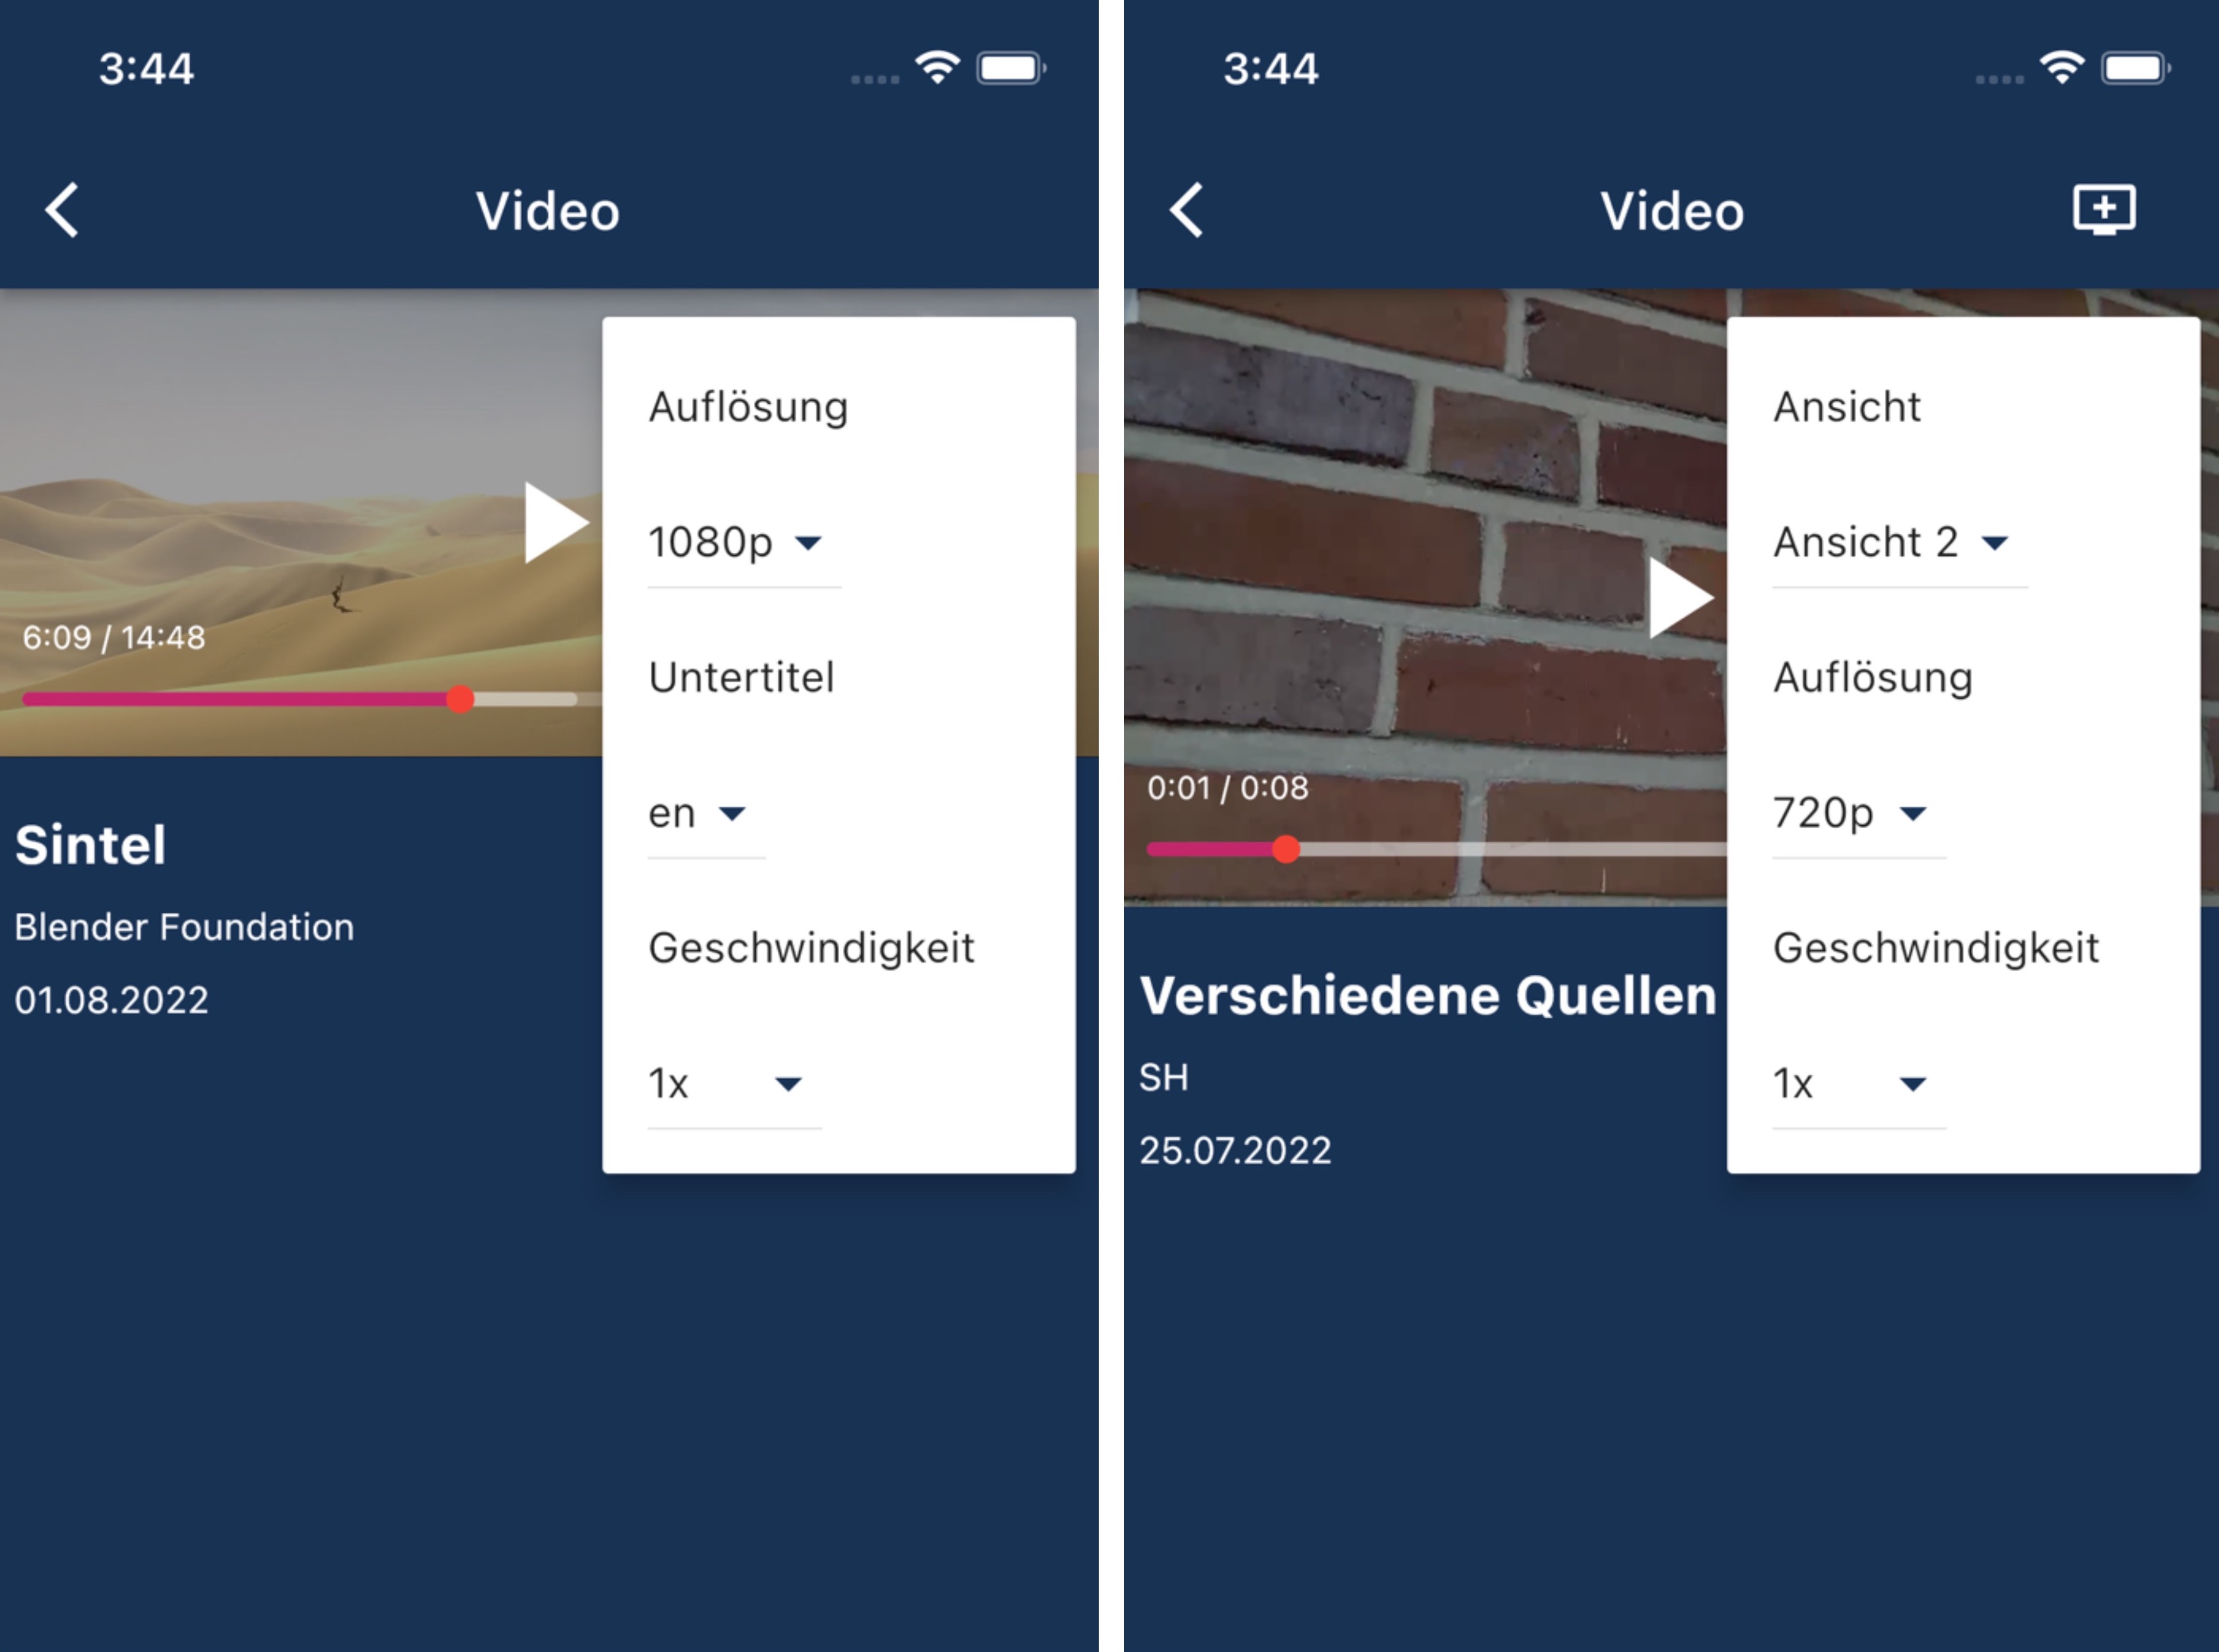 3:44
Video
Auflösung
1080p
6:09 / 14:48
Untertitel
en
Sintel
Blender Foundation
Geschwindigkeit
01.08.2022
1x
3:44
Video
Ansicht
Ansicht 2
Auflösung
0:01 / 0:08
720p
Geschwindigkeit
Verschiedene Quellen
SH
1x
25.07.2022